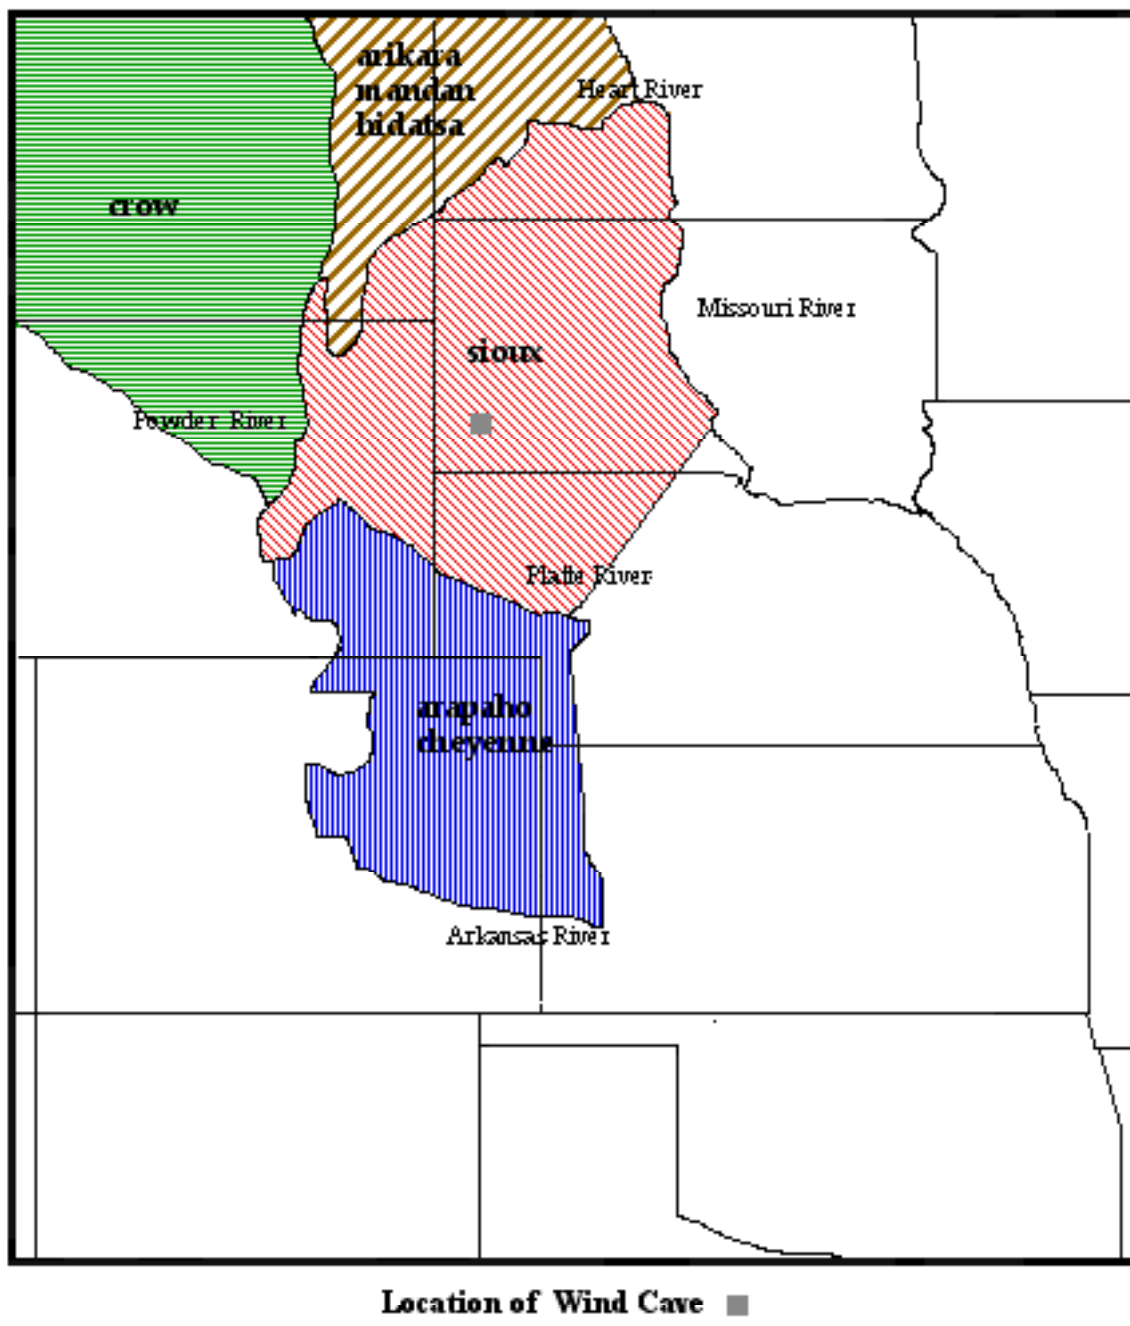 arikara
mandan
hidatsa
Heart River
crow
Missouri River
sioux
Powder River
Platte River
arapaho
cheyenne
Arkansas River
Location of Wind Cave